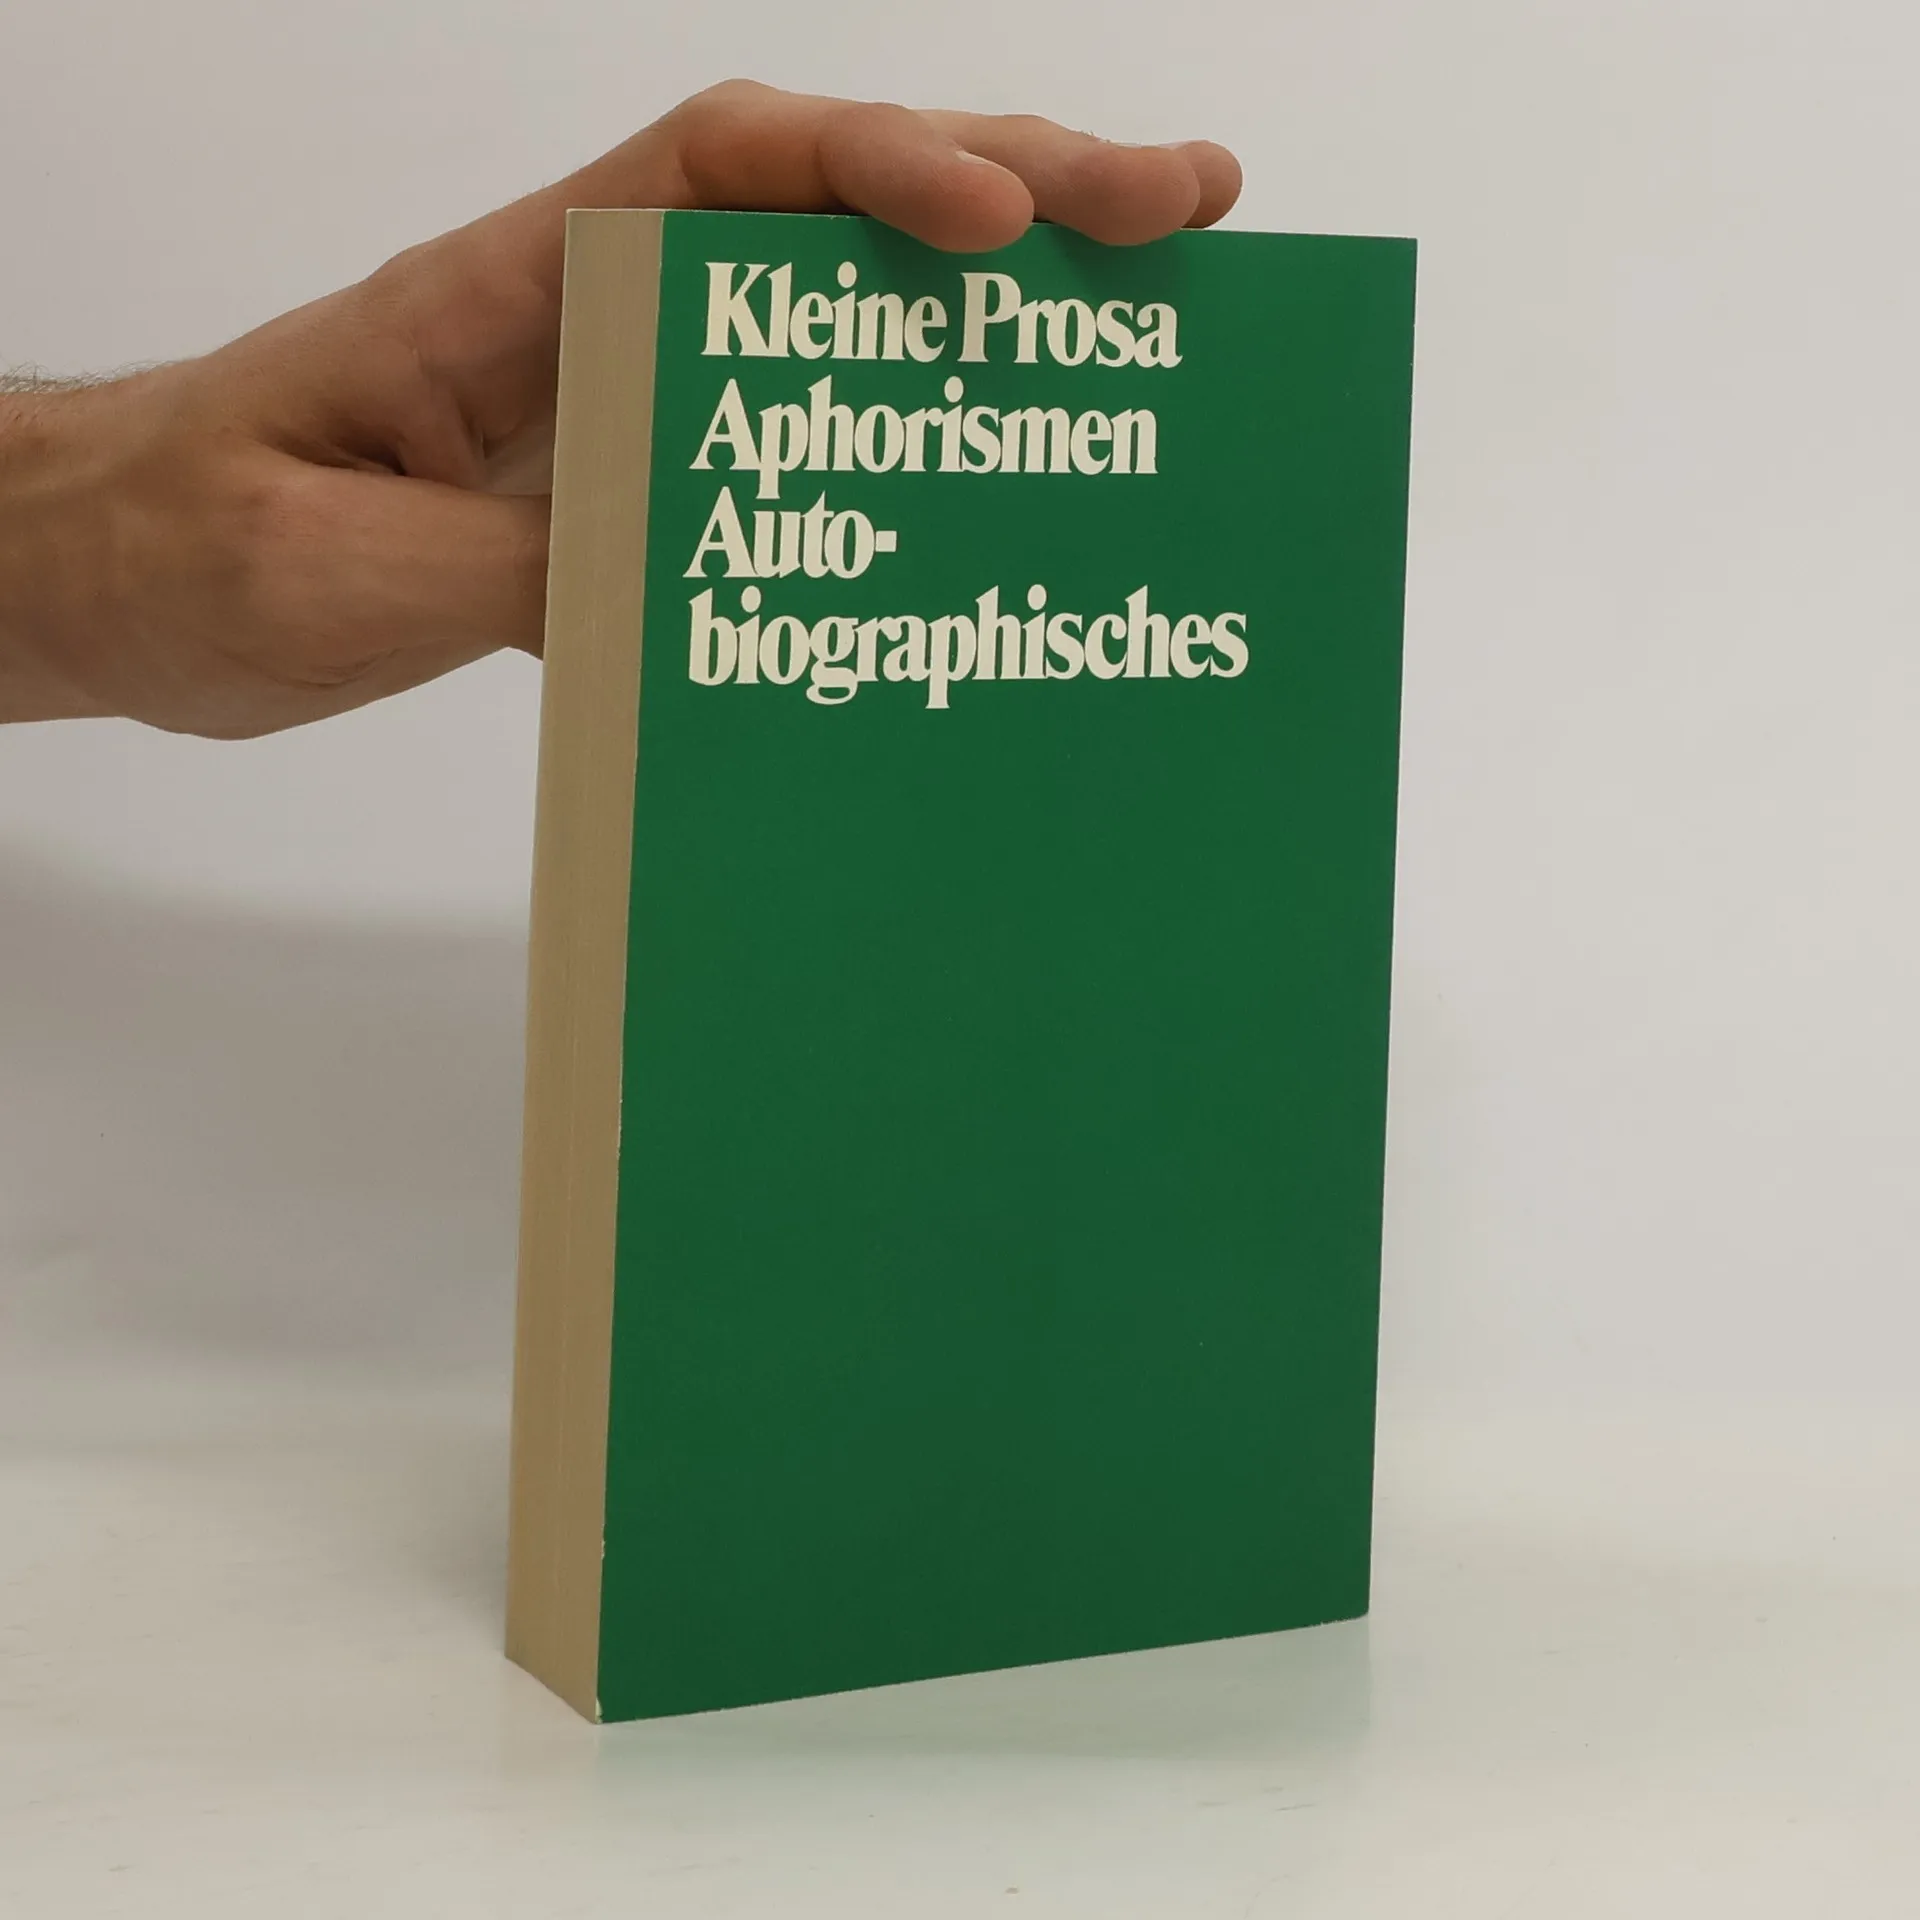 Kleine Prosa
Aphorismen
Auto-
biographisches